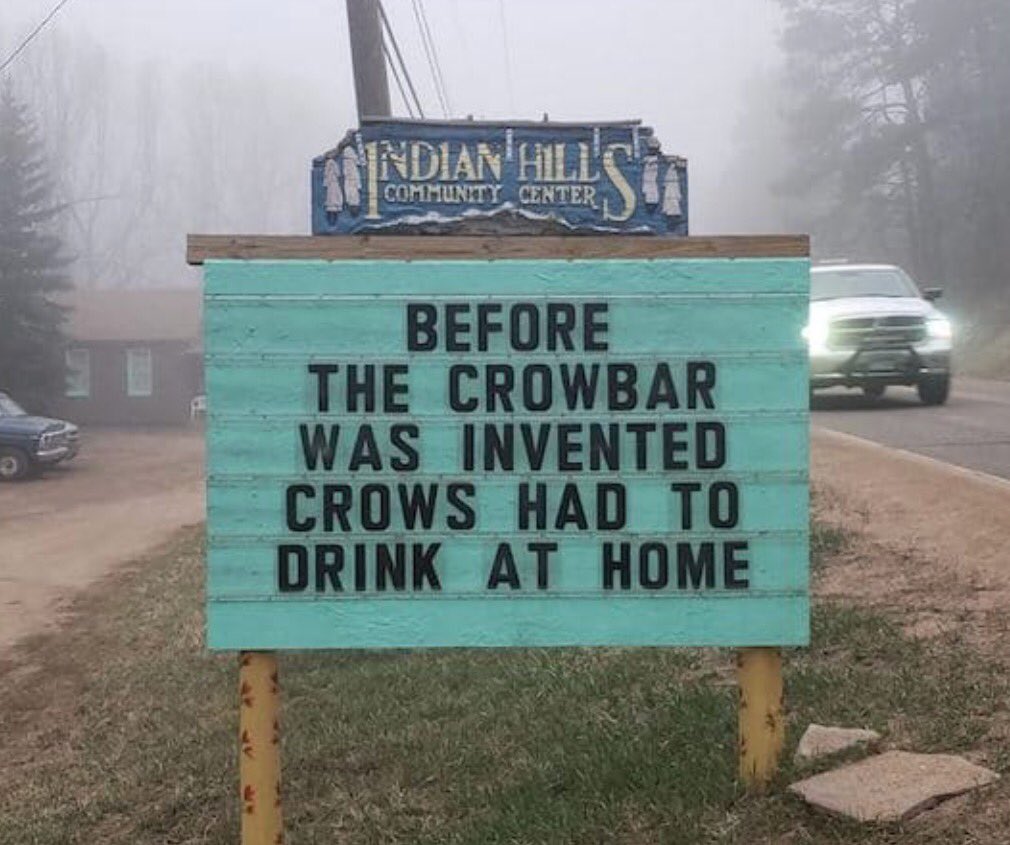 INDIAN HILLS
COMMUNITY CENTER
BEFORE
THE CROWBAR
WAS INVENTED
CROWS HAD TO
DRINK AT HOME